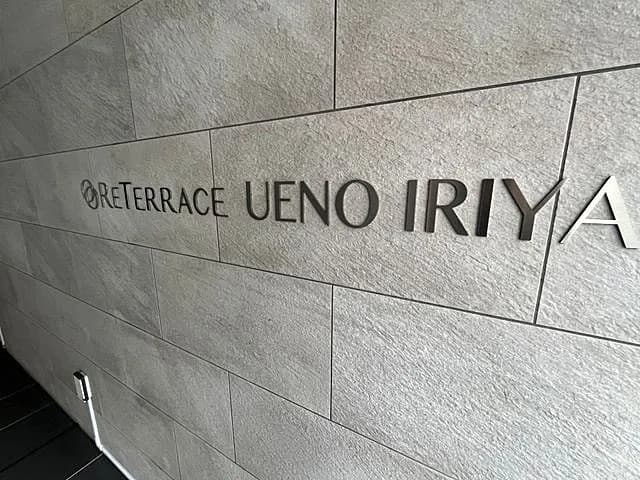 RETERRACE UENO IRIYA